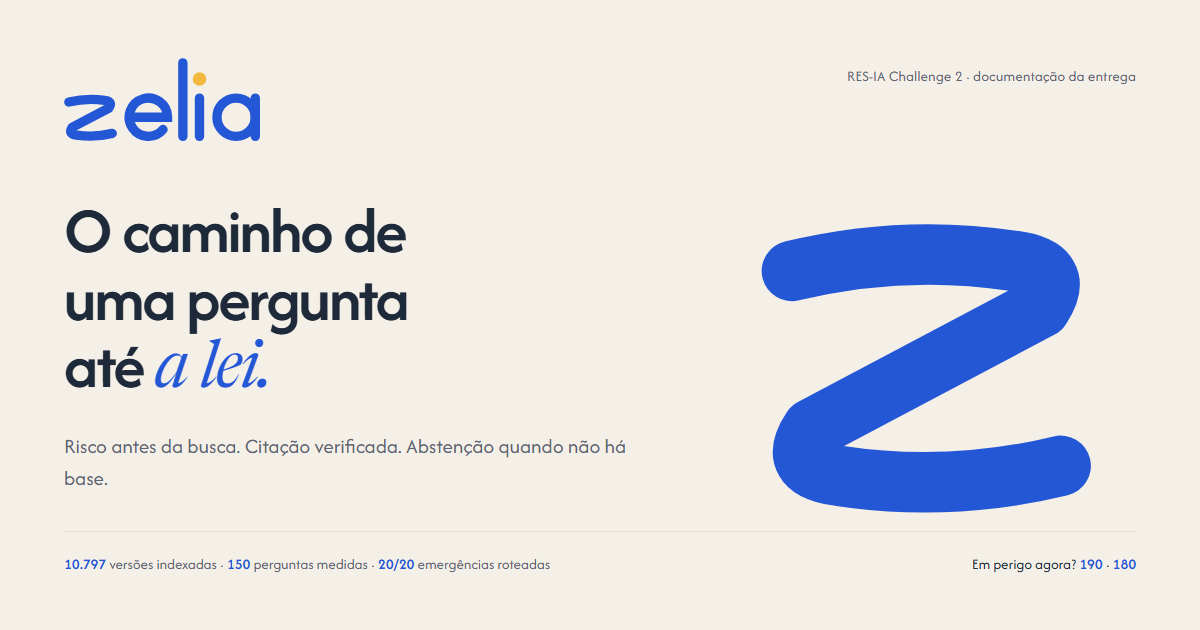 zelia
RES-IA Challenge 2 · documentação da entrega
O caminho de
uma pergunta
até a lei.
Risco antes da busca. Citação verificada. Abstenção quando não há
base.
10.797 versões indexadas · 150 perguntas medidas · 20/20 emergências roteadas
Em perigo agora? 190 · 180